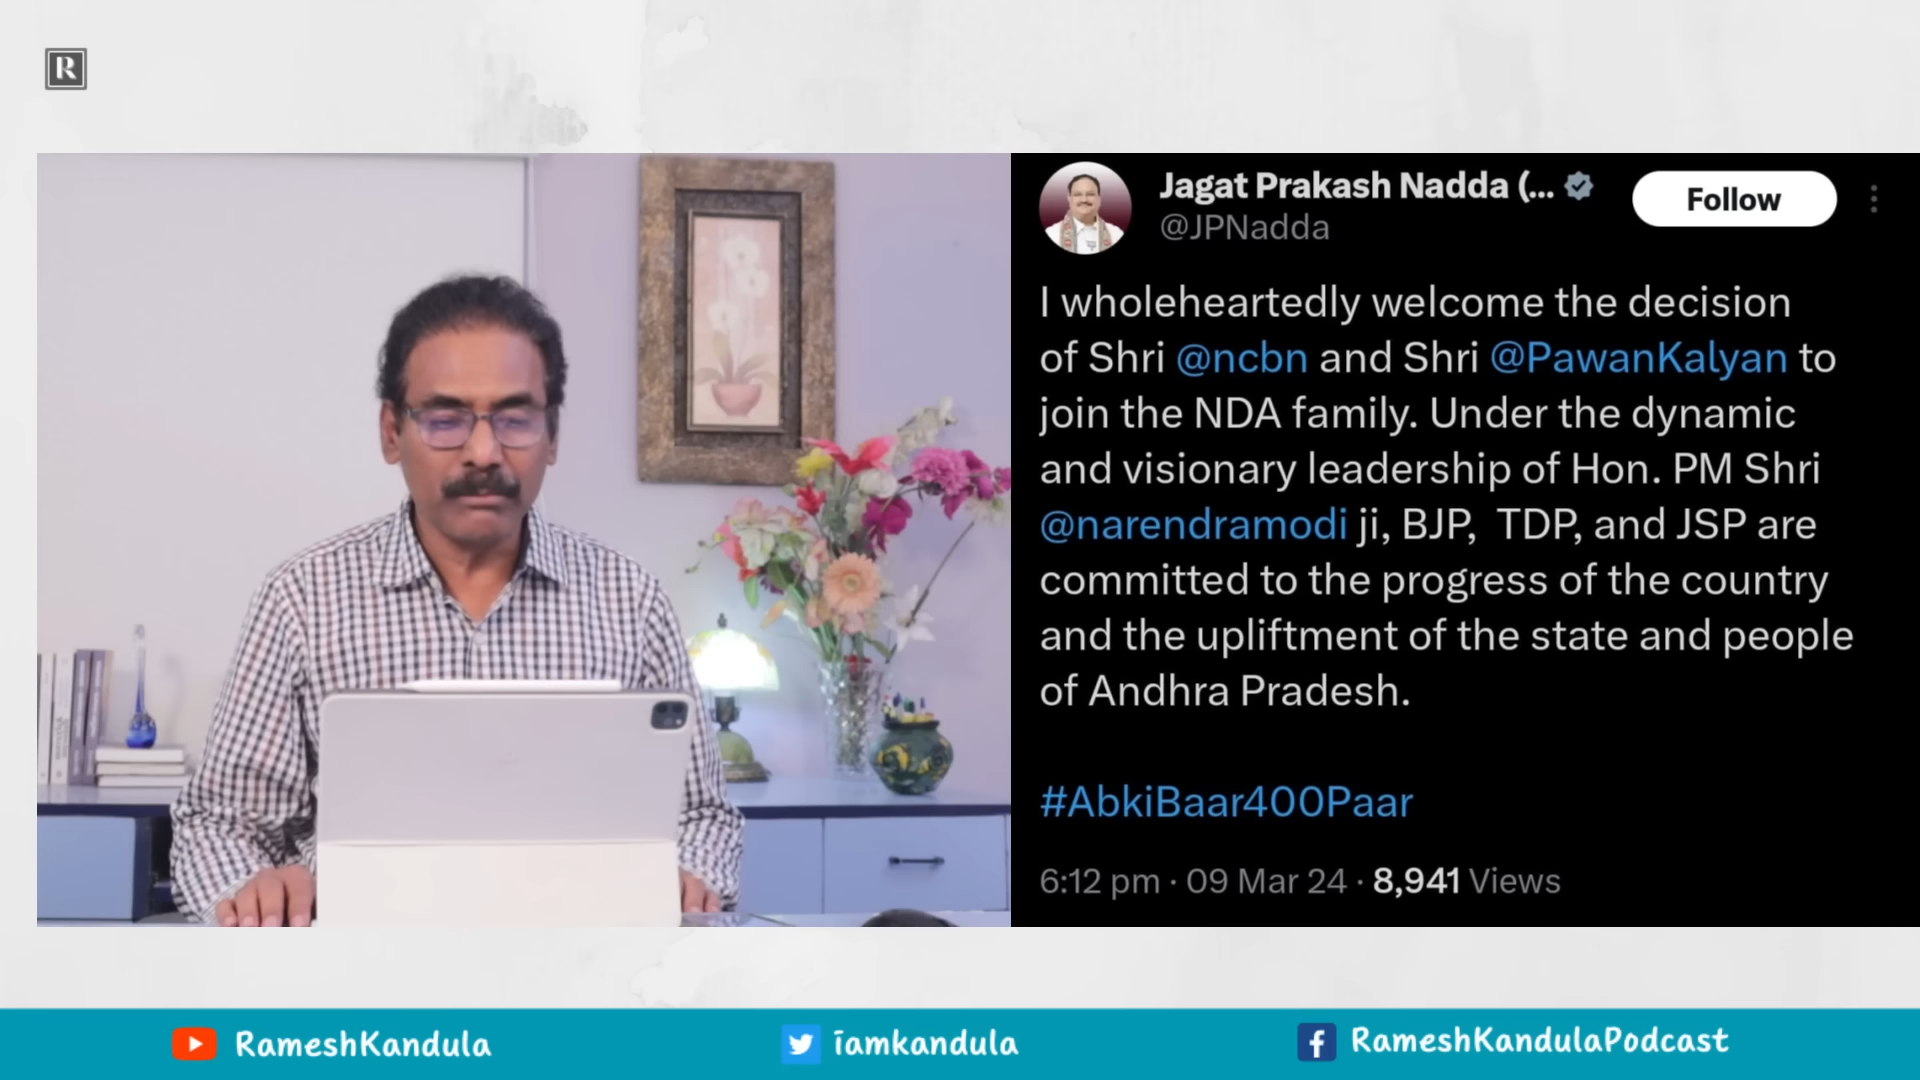 R
Jagat Prakash Nadda (...
Follow
@JPNadda
I wholeheartedly welcome the decision
of Shri @ncbn and Shri @PawanKalyan to
join the NDA family. Under the dynamic
and visionary leadership of Hon. PM Shri
@narendramodi ji, BJP,  TDP, and JSP are
committed to the progress of the country
and the upliftment of the state and people
of Andhra Pradesh.
#AbkiBaar400Paar
6:12 pm · 09 Mar 24 · 8,941 Views
RameshKandula
iamkandula
RameshKandulaPodcast